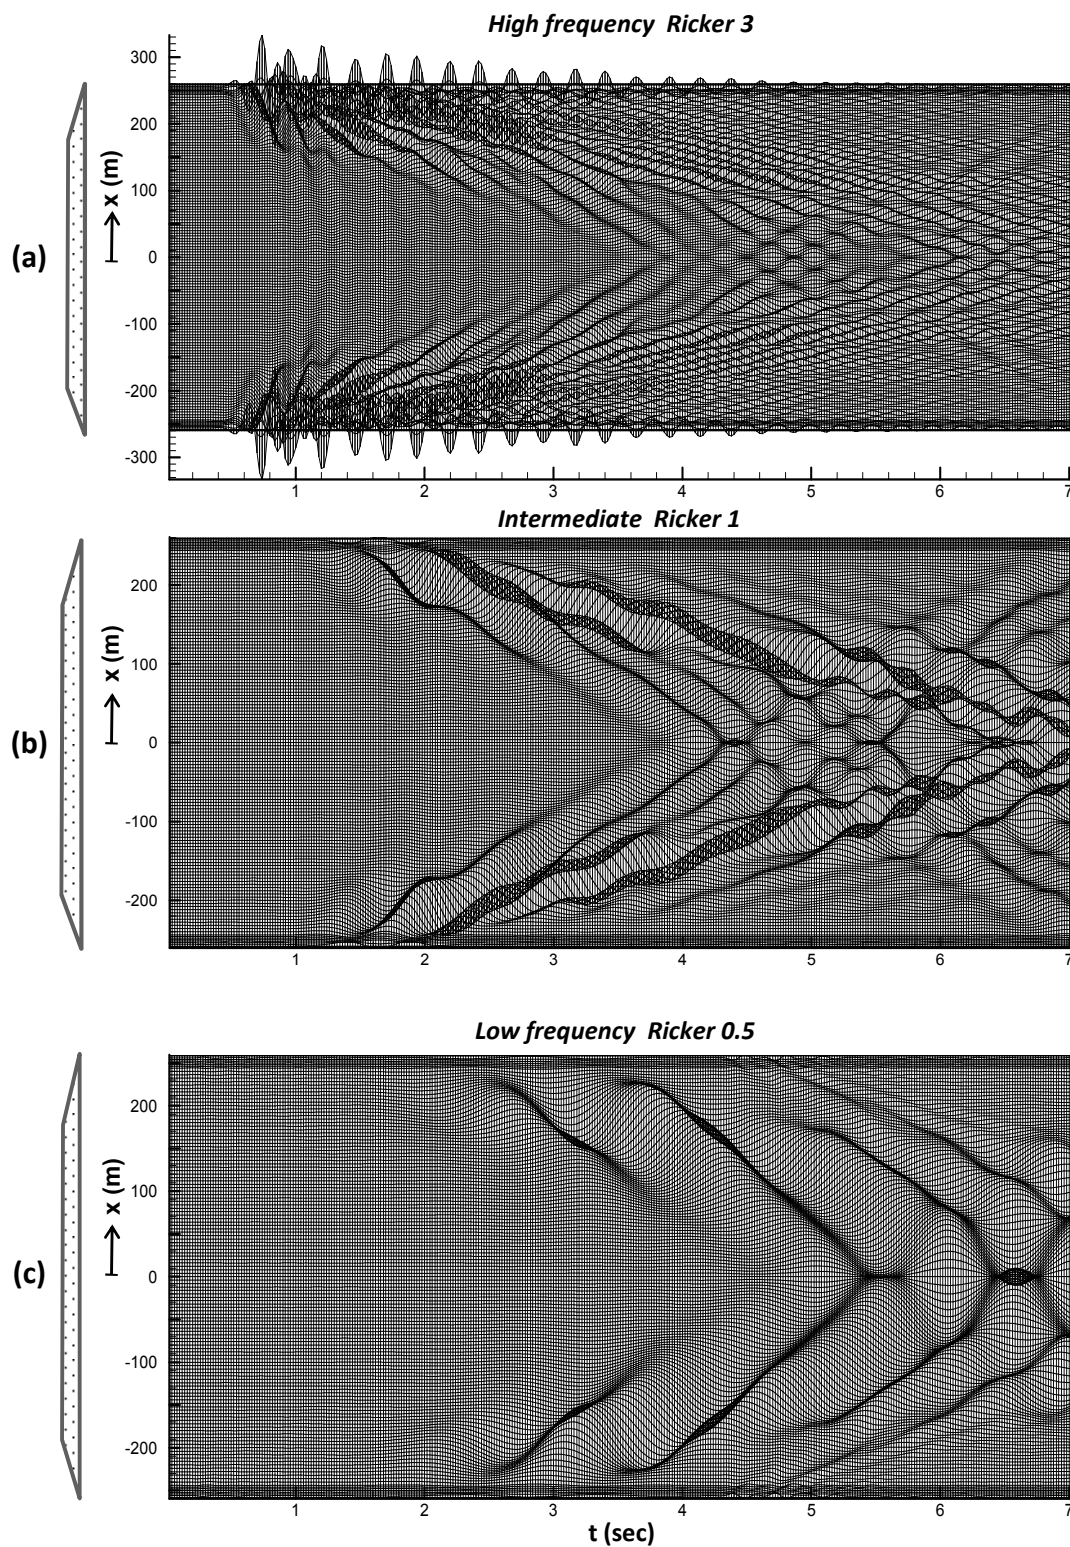 High frequency  Ricker 3
300
200
100
0
-100
-200
-300
x (m)
(a)
1 2 3 4 5 6 7
Intermediate  Ricker 1
200
100
0
-100
-200
x (m)
(b)
1 2 3 4 5 6 7
Low frequency  Ricker 0.5
200
100
0
-100
-200
x (m)
(c)
1 2 3 4 5 6 7
t (sec)